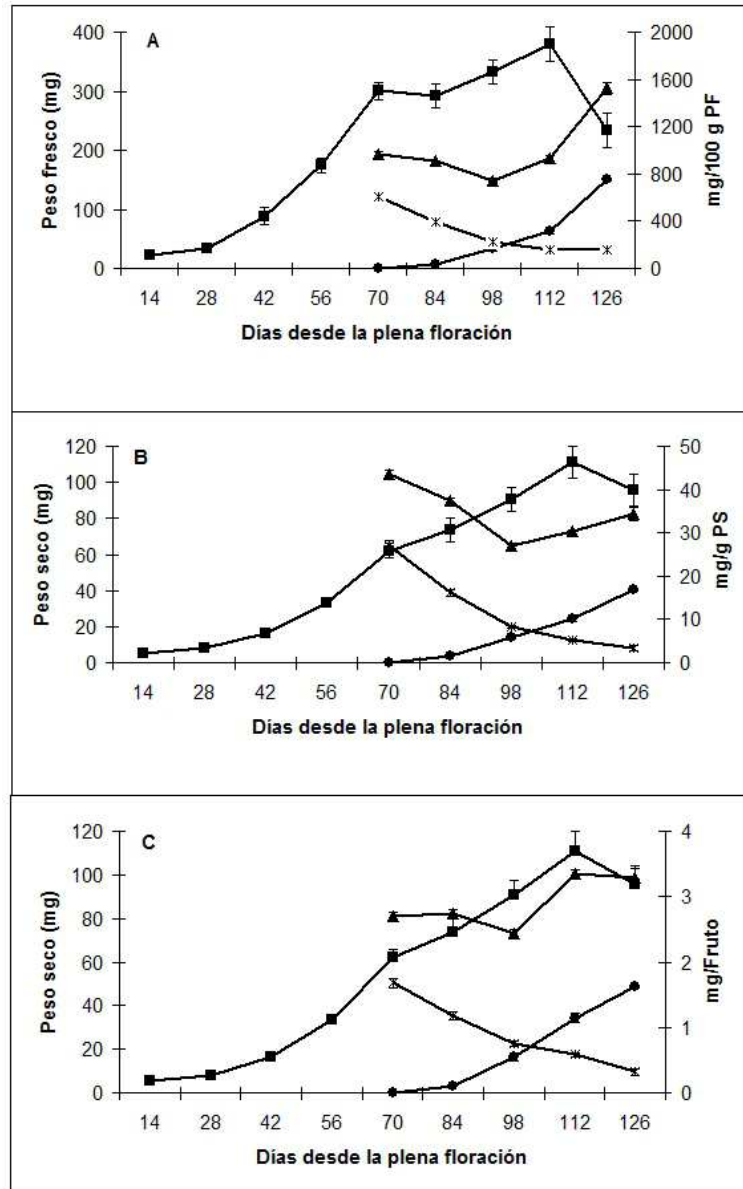 A
400
300
200
100
0
Peso fresco (mg)
2000
1600
1200
800
400
0
mg/100 g PF
14 28 42 56 70 84 98 112 126
Días desde la plena floración
B
120
100
80
60
40
20
0
Peso seco (mg)
50
40
30
20
10
0
mg/g PS
14 28 42 56 70 84 98 112 126
Días desde la plena floración
C
120
100
80
60
40
20
0
Peso seco (mg)
4
3
2
1
0
mg/Fruto
14 28 42 56 70 84 98 112 126
Días desde la plena floración